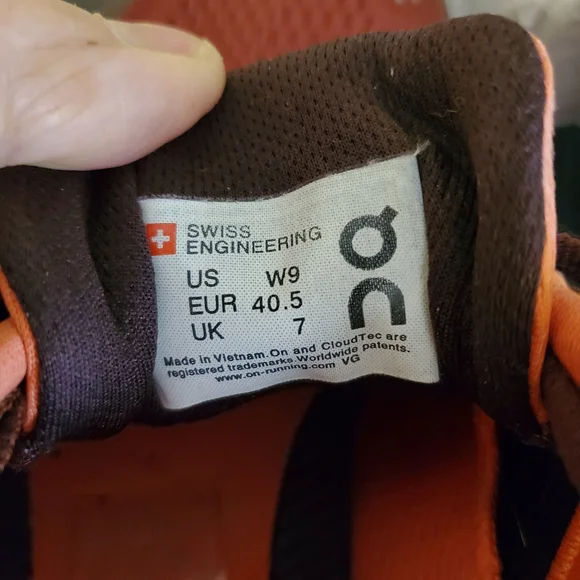 SWISS
ENGINEERING
On
US W9
EUR 40.5
UK 7
Made in Vietnam.On and CloudTec are
registered trademarks.Worldwide patents.
www.on-running.com VG